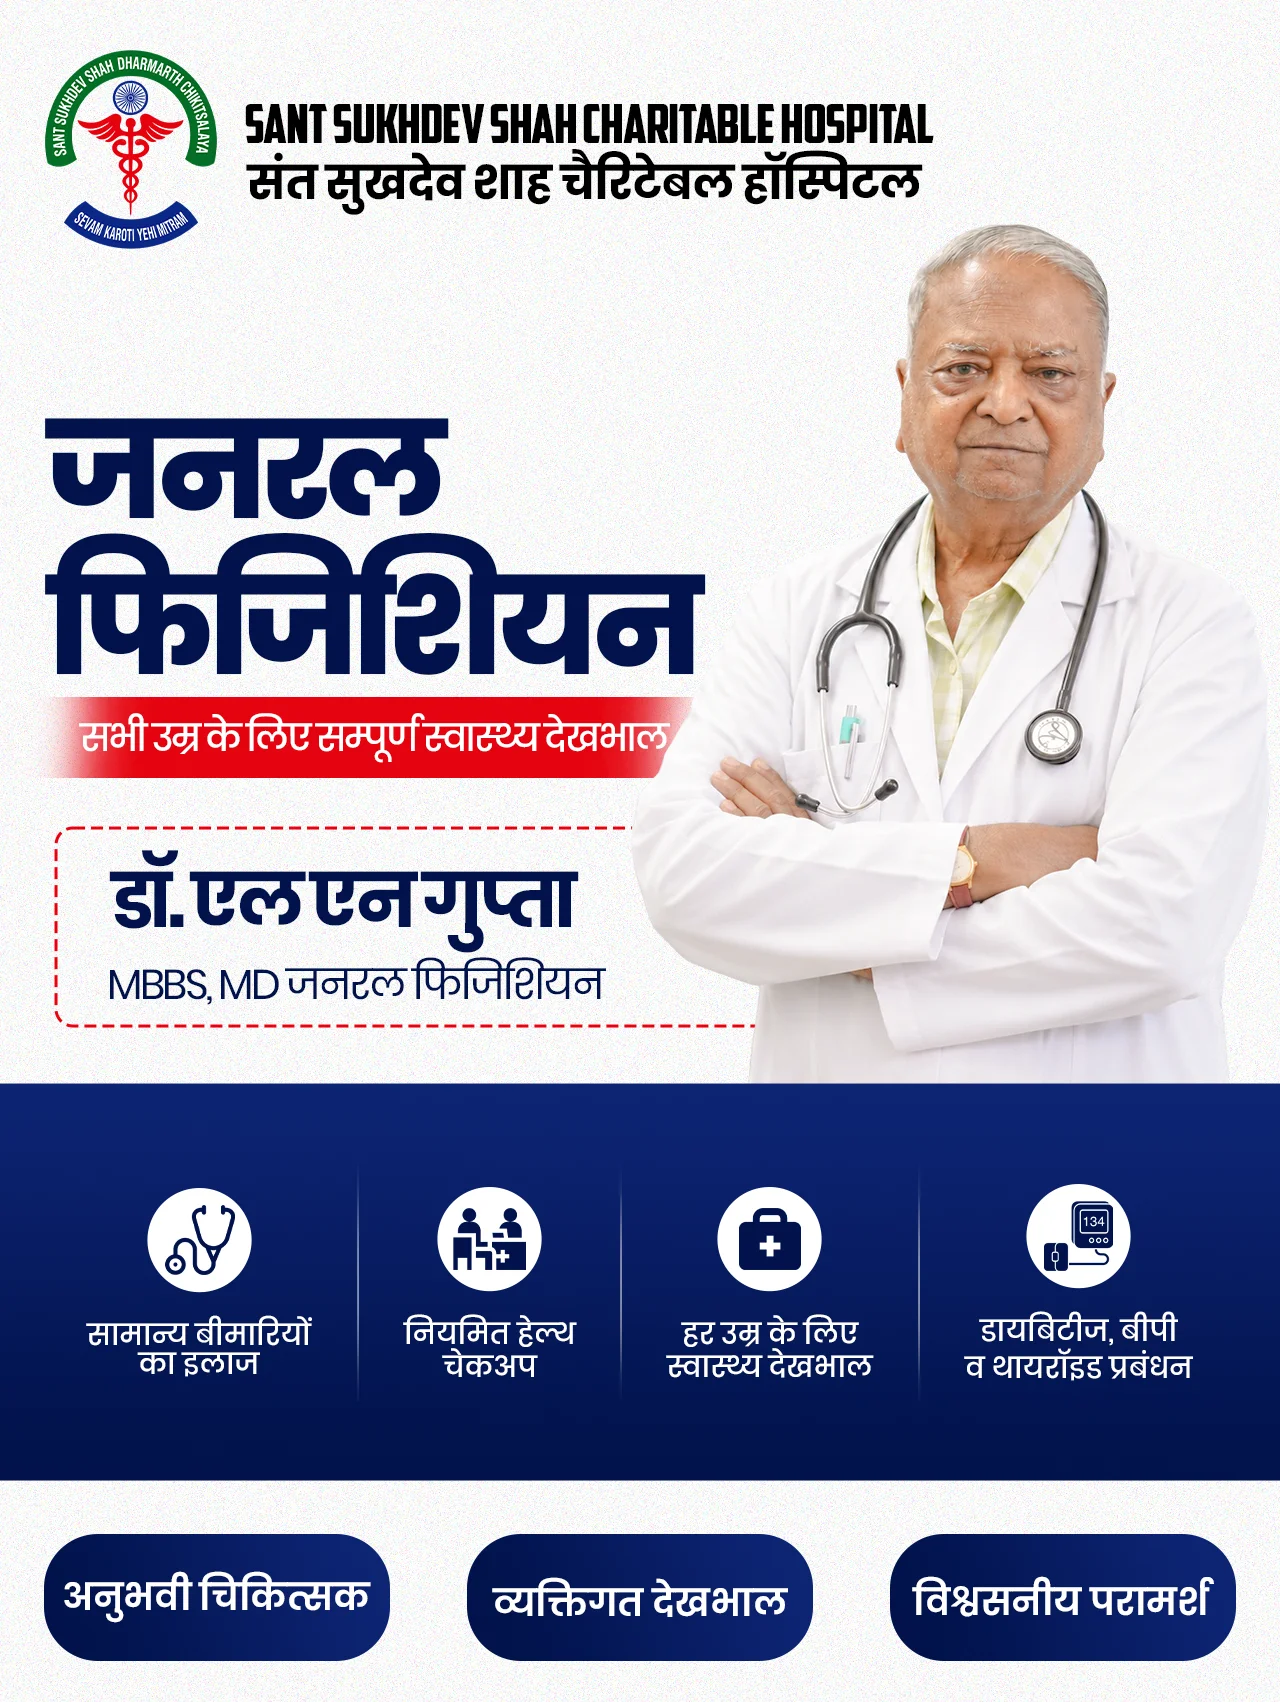 SANT SUKHDEV SHAH DHARMARTH CHIKITSALAYA
SEVAM KAROTI YEHI MITRAM
SANT SUKHDEV SHAH CHARITABLE HOSPITAL
संत सुखदेव शाह चैरिटेबल हॉस्पिटल
जनरल
फिजिशियन
सभी उम्र के लिए सम्पूर्ण स्वास्थ्य देखभाल
डॉ. एल एन गुप्ता
MBBS, MD जनरल फिजिशियन
सामान्य बीमारियों
का इलाज
नियमित हेल्थ
चेकअप
हर उम्र के लिए
स्वास्थ्य देखभाल
134
डायबिटीज, बीपी
व थायरॉइड प्रबंधन
अनुभवी चिकित्सक
व्यक्तिगत देखभाल
विश्वसनीय परामर्श